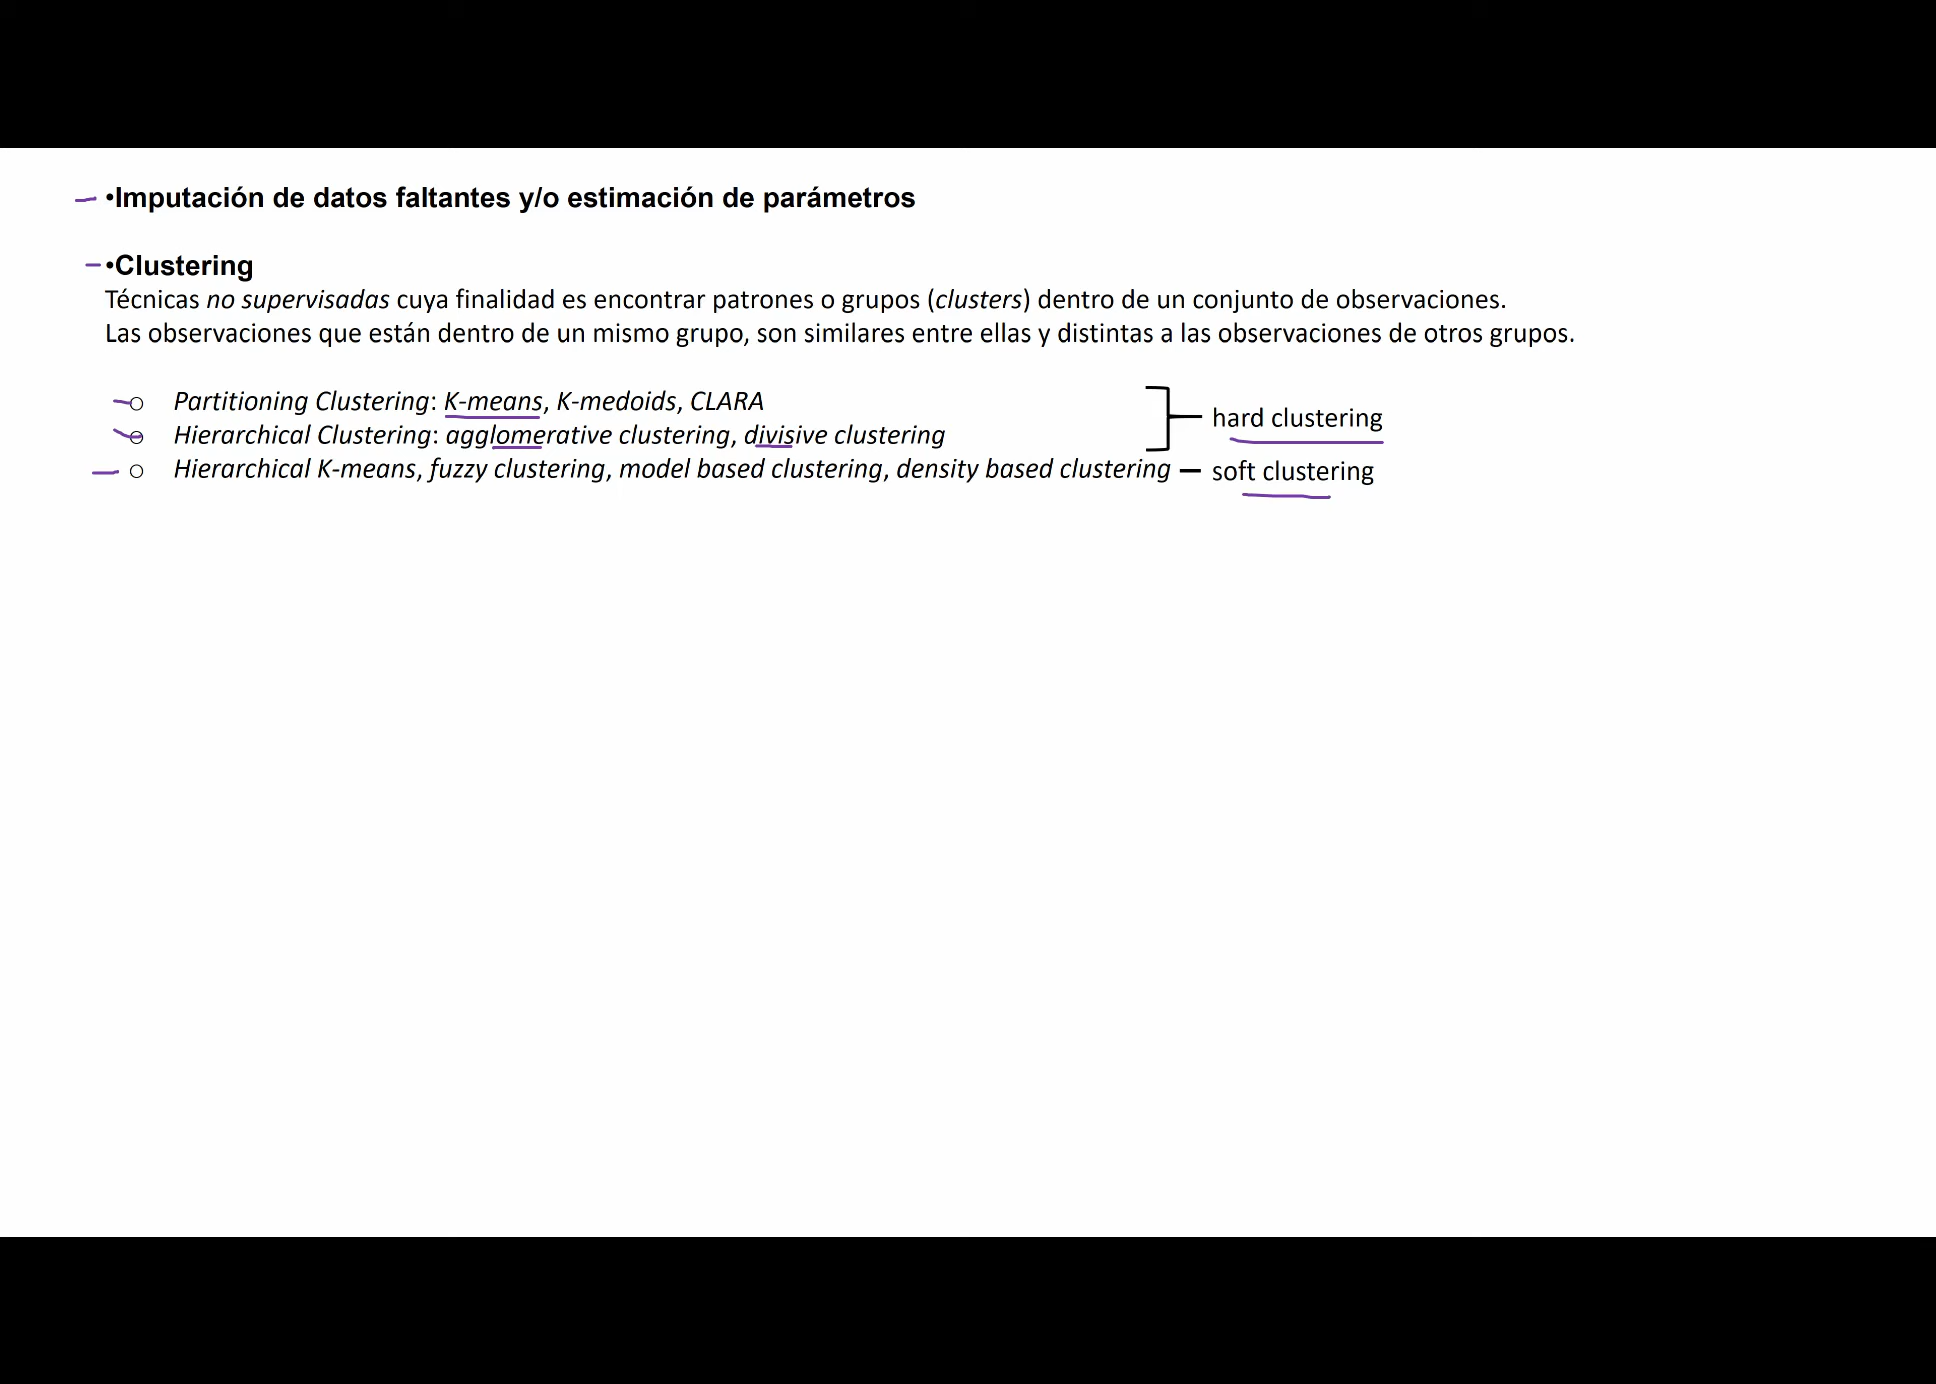 •Imputación de datos faltantes y/o estimación de parámetros
•Clustering
Técnicas no supervisadas cuya finalidad es encontrar patrones o grupos (clusters) dentro de un conjunto de observaciones.
Las observaciones que están dentro de un mismo grupo, son similares entre ellas y distintas a las observaciones de otros grupos.
○ Partitioning Clustering: K-means, K-medoids, CLARA
○ Hierarchical Clustering: agglomerative clustering, divisive clustering
hard clustering
○ Hierarchical K-means, fuzzy clustering, model based clustering, density based clustering – soft clustering